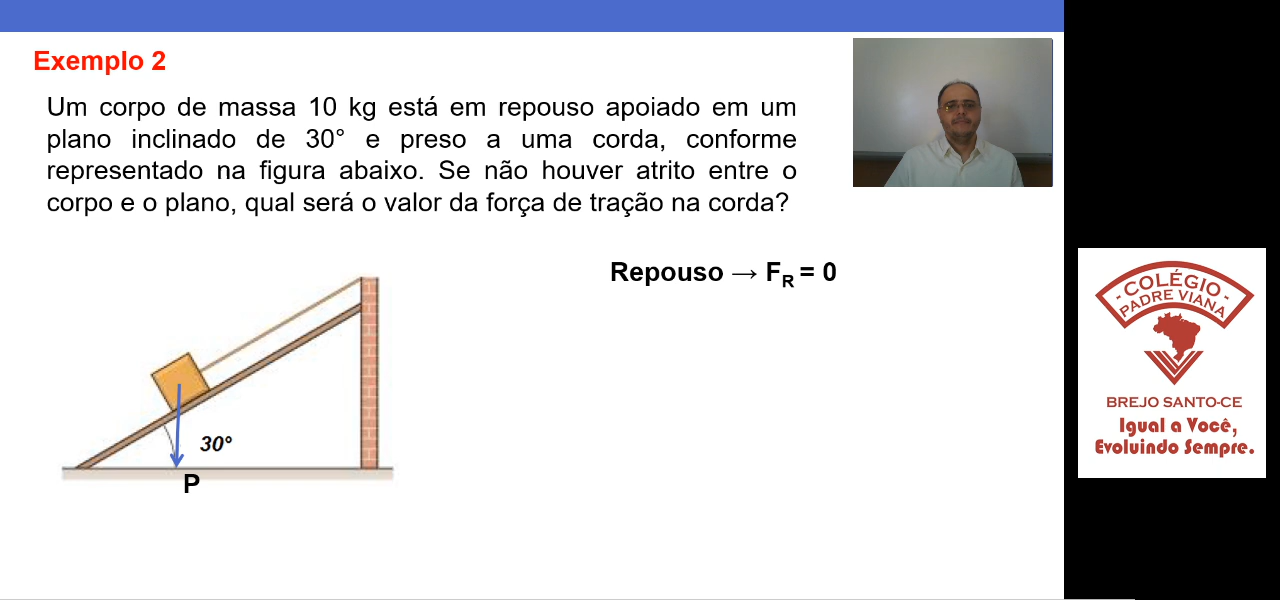 Exemplo 2
Um corpo de massa 10 kg está em repouso apoiado em um
plano inclinado de 30° e preso a uma corda, conforme
representado na figura abaixo. Se não houver atrito entre o
corpo e o plano, qual será o valor da força de tração na corda?
Repouso → FR = 0
30°
P
- COLÉGIO -
PADRE VIANA
BREJO SANTO-CE
Igual a Você,
Evoluindo Sempre.